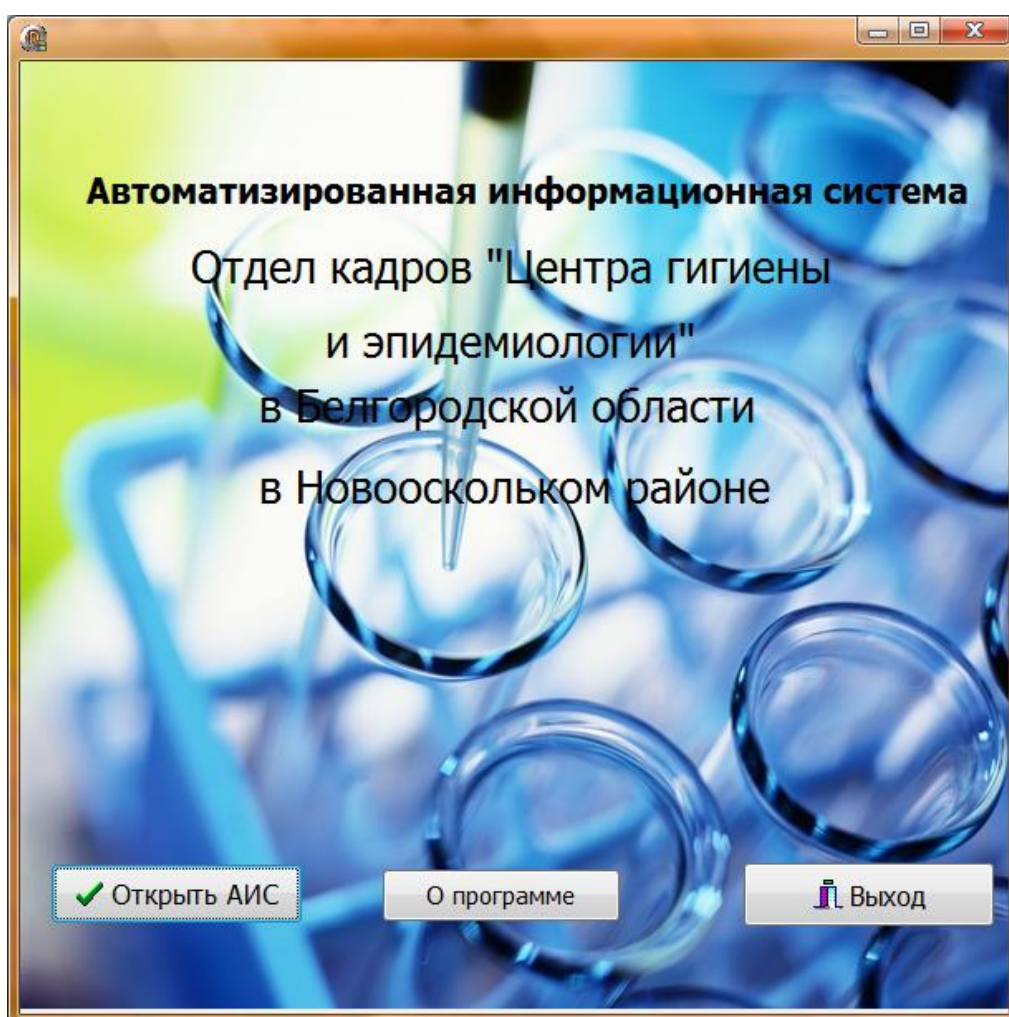 Автоматизированная информационная система
Отдел кадров "Центра гигиены
и эпидемиологии"
в Белгородской области
в Новооскольком районе
Открыть АИС
О программе
Выход